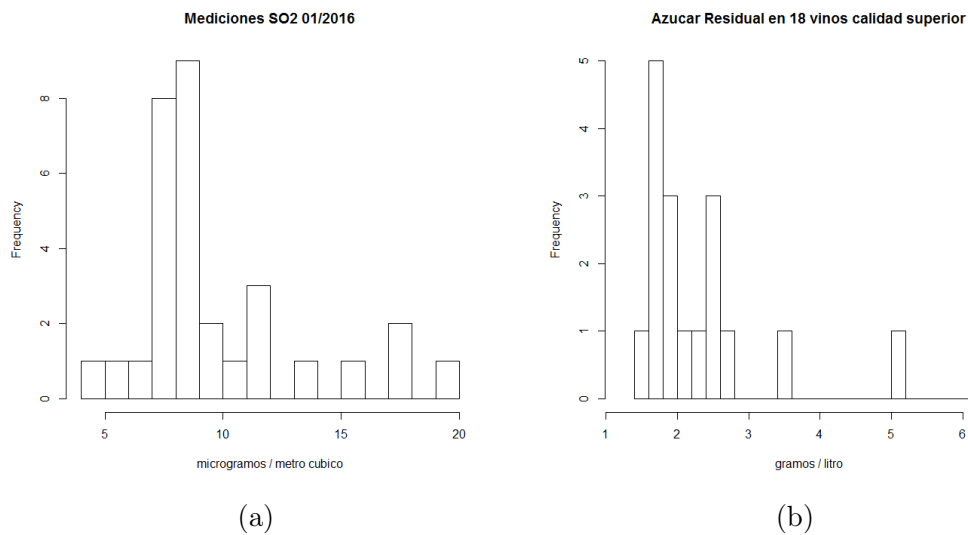 Mediciones SO2 01/2016
Frequency
8
6
4
2
0
5 10 15 20
microgramos / metro cubico
(a)
Azucar Residual en 18 vinos calidad superior
Frequency
5
4
3
2
1
0
1 2 3 4 5 6
gramos / litro
(b)